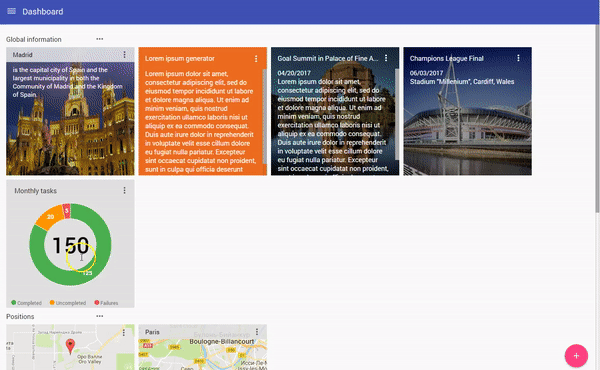 Dashboard
Global information
Madrid
is the capital city of Spain and the
largest municipality in both the
Community of Madrid and the Kingdom
of Spain.
Lorem ipsum generator
Lorem ipsum dolor sit amet,
consectetur adipiscing elit,
sed do eiusmod tempor
incididunt ut labore et dolore
magna aliqua. Ut enim ad
minim veniam, quis nostrud
exercitation ullamco laboris nisi
ut aliquip ex ea commodo
consequat. Duis aute irure dolor
in reprehenderit in voluptate
velit esse cillum dolore eu
fugiat nulla pariatur. Excepteur
sint occaecat cupidatat non proident,
sunt in culpa qui officia deserunt
Goal Summit in Palace of Fine A...
04/20/2017
Lorem ipsum dolor sit amet,
consectetur adipiscing elit, sed
do eiusmod tempor incididunt ut
labore et dolore magna aliqua.
Ut enim ad minim veniam, quis
nostrud exercitation ullamco
laboris nisi ut aliquip ex ea
commodo consequat. Duis aute
irure dolor in reprehenderit in
voluptate velit esse cillum dolore
eu fugiat nulla pariatur.
Champions League Final
06/03/2017
Stadium "Millenium", Cardiff, Wales
Monthly tasks
5
20
150
125
Completed
Uncompleted
Failures
Positions
Оро Валле
Oro Valley
Paris
Boulogne-Billancourt